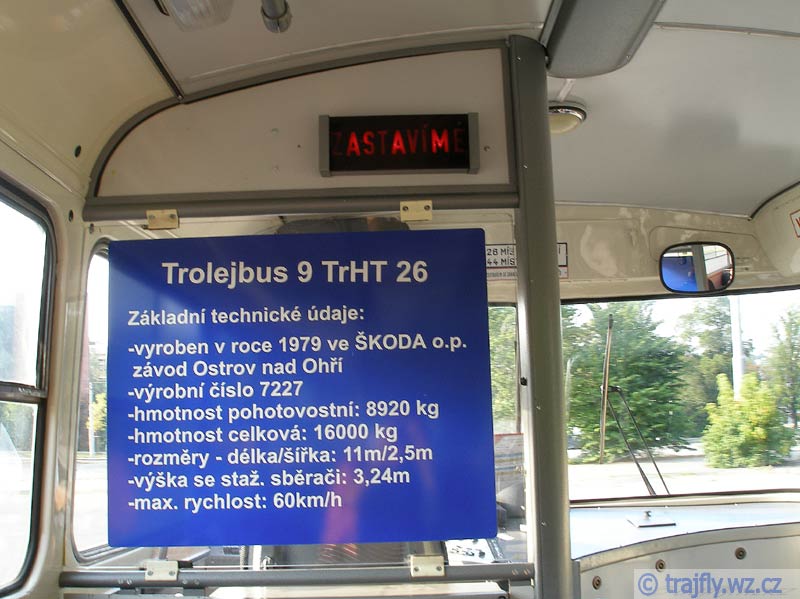 ZASTAVÍME
Trolejbus 9 TrHT 26
Základní technické údaje:
-vyroben v roce 1979 ve ŠKODA o.p.
závod Ostrov nad Ohří
-výrobní číslo 7227
-hmotnost pohotovostní: 8920 kg
-hmotnost celková: 16000 kg
-rozměry - délka/šířka: 11m/2,5m
-výška se staž. sběrači: 3,24m
-max. rychlost: 60km/h
© trajfly.wz.cz